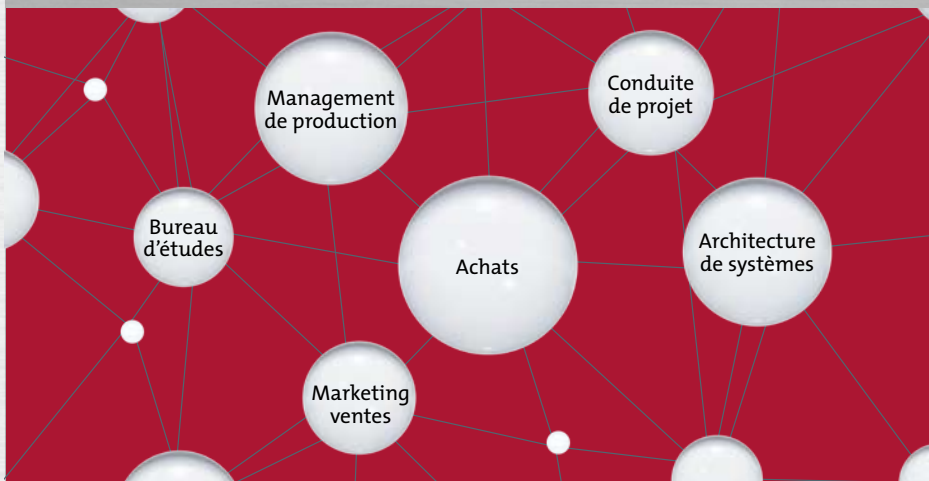 Management
de production
Conduite
de projet
Bureau
d’études
Achats
Architecture
de systèmes
Marketing
ventes